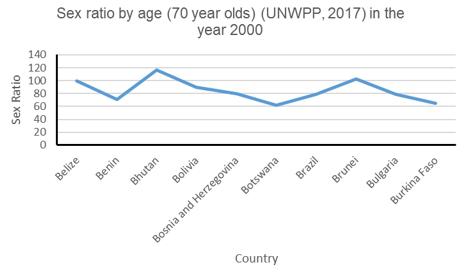 Sex ratio by age (70 year olds) (UNWPP, 2017) in the
year 2000
Sex Ratio
140
120
100
80
60
40
20
0
Belize
Benin
Bhutan
Bolivia
Bosnia and Herzegovina
Botswana
Brazil
Brunei
Bulgaria
Burkina Faso
Country